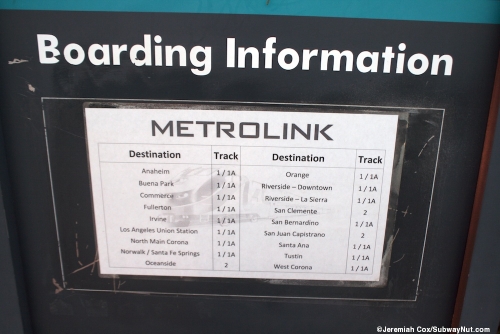 Boarding Information
METROLINK
Destination Track Destination Track
Anaheim 1 / 1A Orange 1 / 1A
Buena Park 1 / 1A Riverside – Downtown 1 / 1A
Commerce 1 / 1A Riverside – La Sierra 1 / 1A
Fullerton 1 / 1A San Clemente 2
Irvine 1 / 1A San Bernardino 1 / 1A
Los Angeles Union Station 1 / 1A San Juan Capistrano 2
North Main Corona 1 / 1A Santa Ana 1 / 1A
Norwalk / Santa Fe Springs 1 / 1A Tustin 1 / 1A
Oceanside 2 West Corona 1 / 1A
©Jeremiah Cox/SubwayNut.com